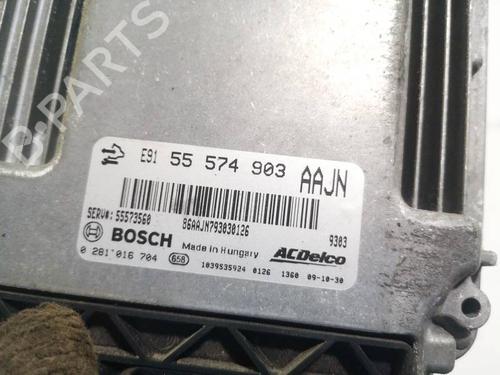 B-PARTS
E91 55 574 903 AAJN
SERV#: 55573560
86AAJN793030126
9303
BOSCH
Made in Hungary
ACDelco
0 281 016 704
658
1039S35924 0126 1360 09-10-30